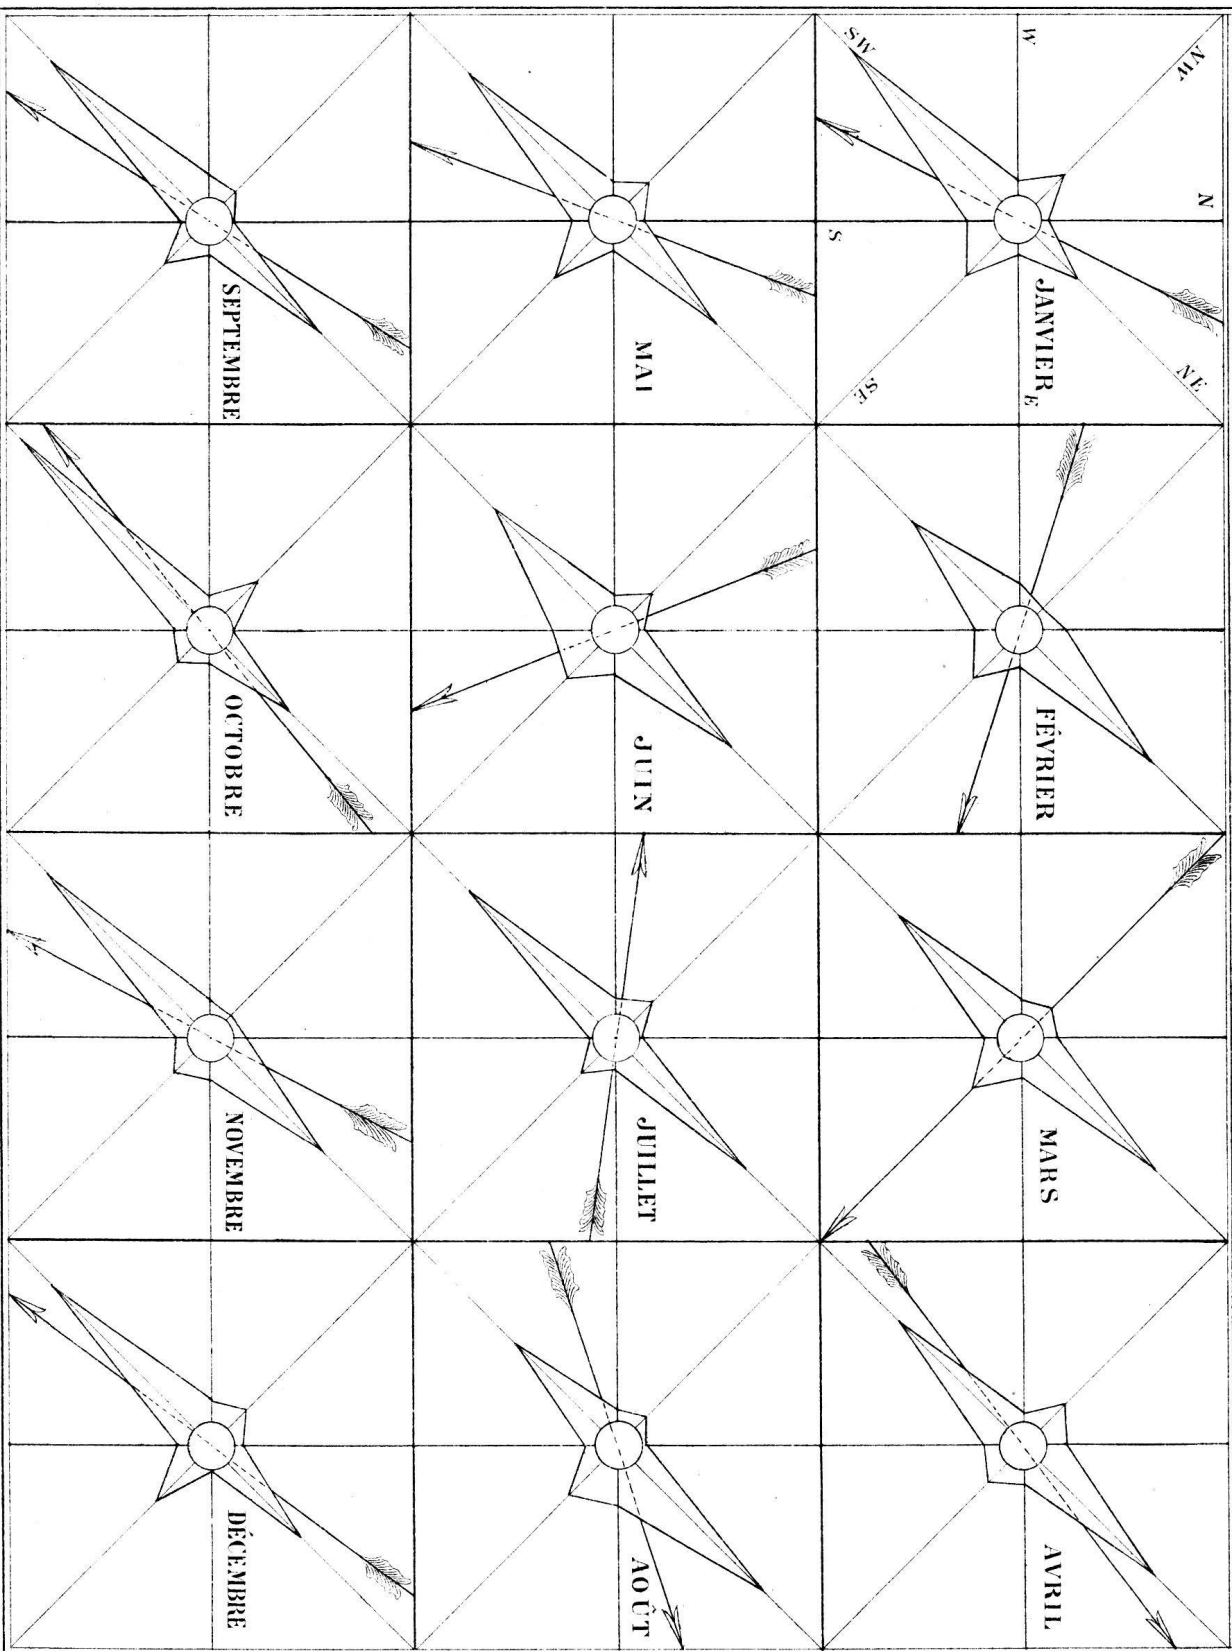 NW
N
NE
W
E
SW
S
SE
JANVIER
FÉVRIER
MARS
AVRIL
MAI
JUIN
JUILLET
AOÛT
SEPTEMBRE
OCTOBRE
NOVEMBRE
DÉCEMBRE